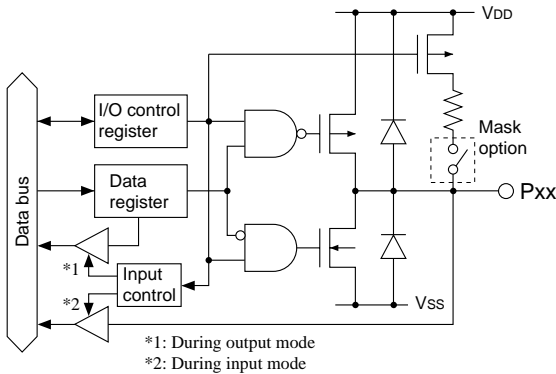 VDD
I/O control
register
Mask
option
Data bus
Data
register
Pxx
*1
Input
control
*2
VSS
*1: During output mode
*2: During input mode